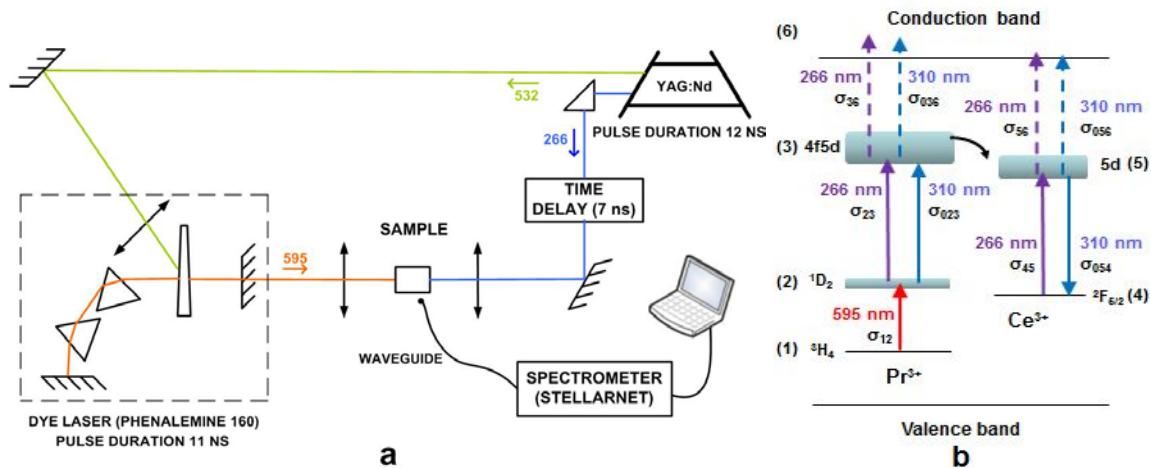 532
YAG:Nd
PULSE DURATION 12 NS
266
TIME
DELAY (7 ns)
SAMPLE
595
WAVEGUIDE
SPECTROMETER
(STELLARNET)
DYE LASER (PHENALEMINE 160)
PULSE DURATION 11 NS
a
Conduction band
(6)
266 nm
σ36
310 nm
σ036
266 nm
σ56
310 nm
σ056
(3) 4f5d
5d (5)
266 nm
σ23
310 nm
σ023
266 nm
σ45
310 nm
σ054
(2) ¹D₂
²F₅/₂ (4)
595 nm
σ12
Ce³⁺
(1) ³H₄
Pr³⁺
Valence band
b